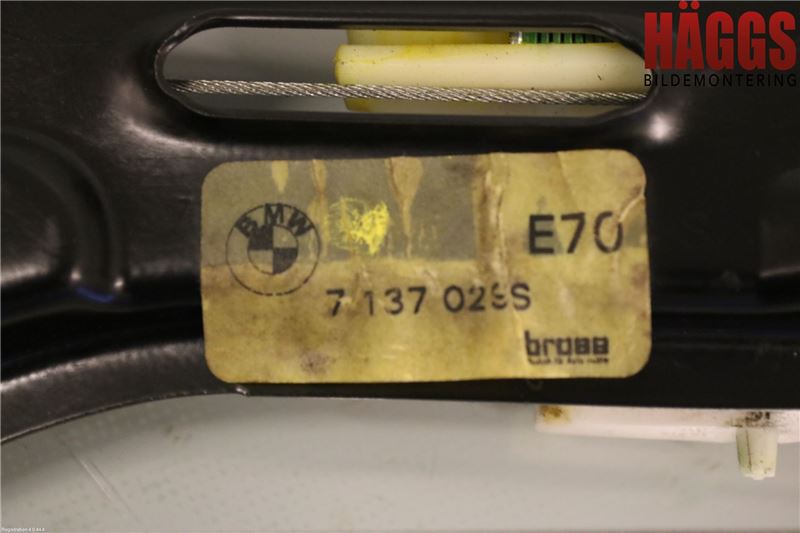 HÄGGS
BILDEMONTERING
BMW
E70
7 137 029S
brose